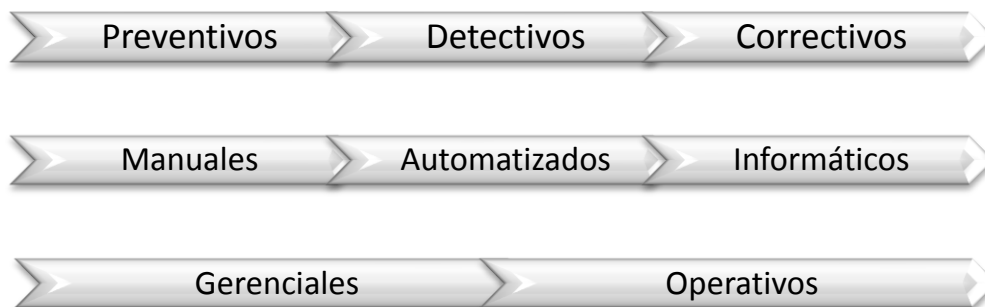 Preventivos Detectivos Correctivos
Manuales Automatizados Informáticos
Gerenciales Operativos